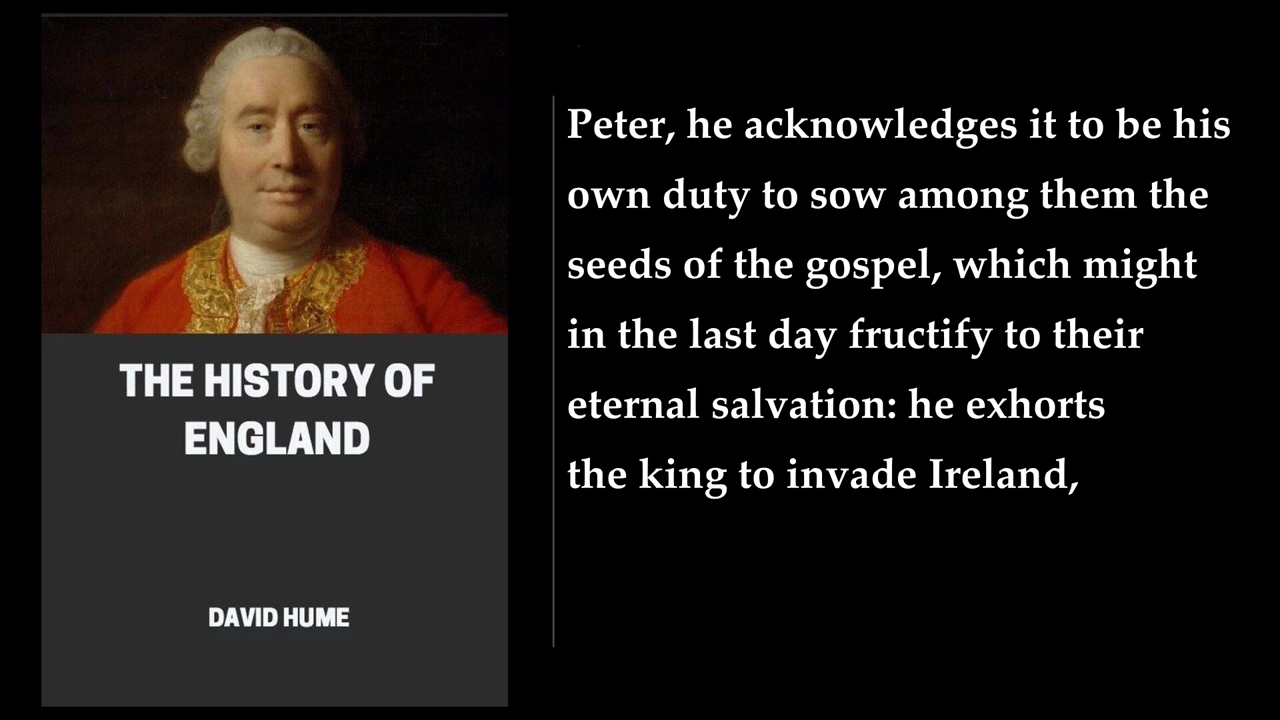 THE HISTORY OF
ENGLAND
DAVID HUME
Peter, he acknowledges it to be his
own duty to sow among them the
seeds of the gospel, which might
in the last day fructify to their
eternal salvation: he exhorts
the king to invade Ireland,